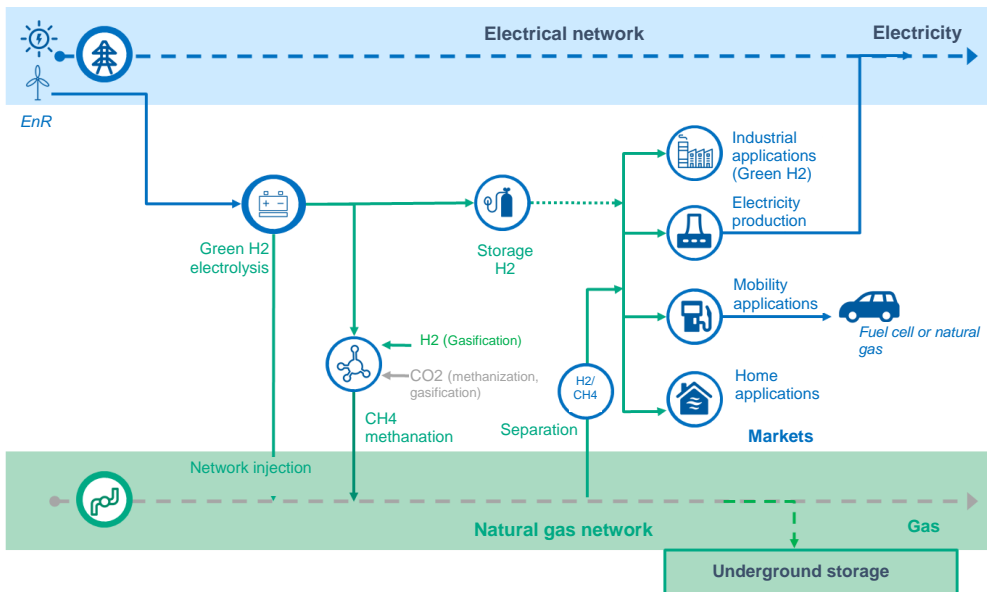 Electrical network
Electricity
EnR
Industrial
applications
(Green H2)
Electricity
production
Green H2
electrolysis
Storage
H2
Mobility
applications
Fuel cell or natural
gas
H2 (Gasification)
CO2 (methanization,
gasification)
H2/
CH4
Home
applications
CH4
methanation
Separation
Markets
Network injection
Natural gas network
Gas
Underground storage